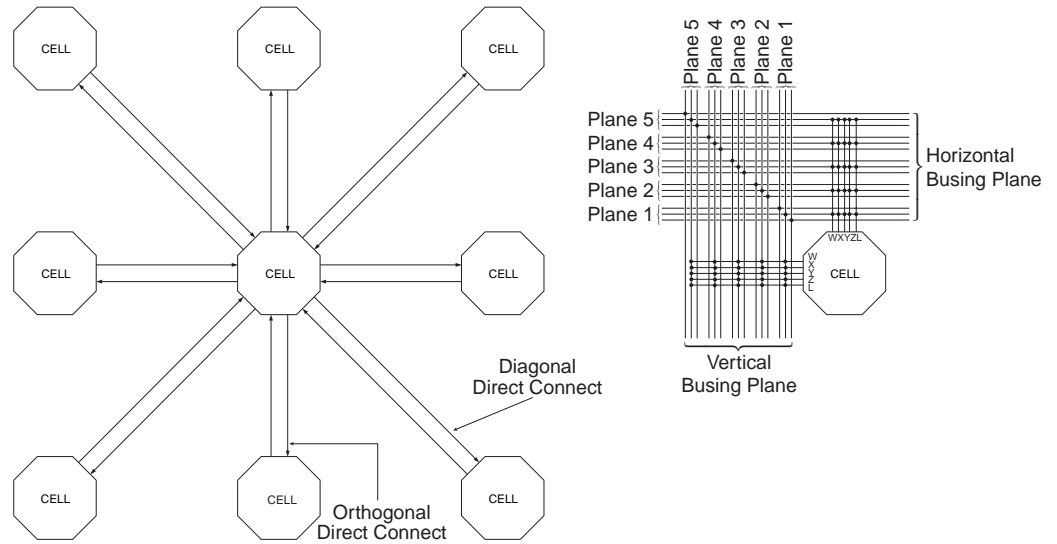 CELL
CELL
CELL
CELL
CELL
CELL
CELL
CELL
CELL
Diagonal
Direct Connect
Orthogonal
Direct Connect
Plane 5
Plane 4
Plane 3
Plane 2
Plane 1
Plane 5
Plane 4
Plane 3
Plane 2
Plane 1
Horizontal
Busing Plane
WXYZL
W
X
Y
Z
L
CELL
Vertical
Busing Plane